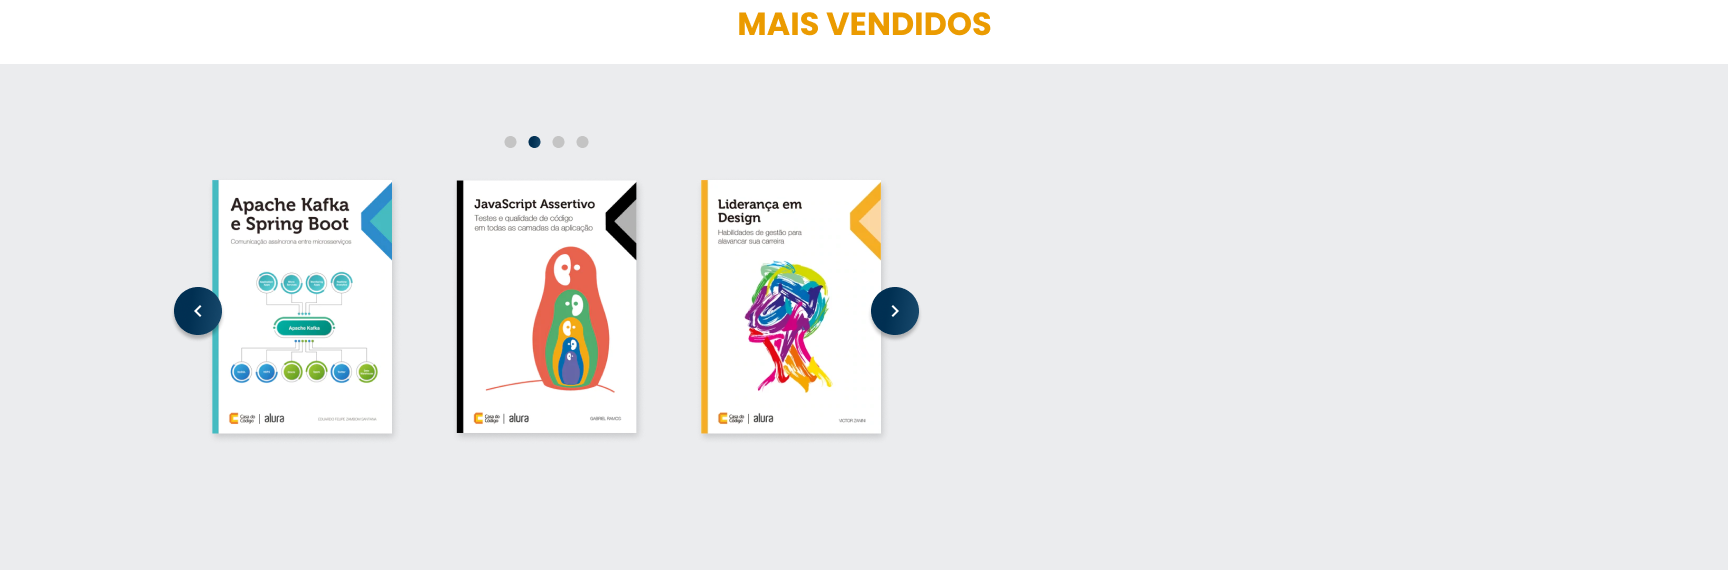 MAIS VENDIDOS
Apache Kafka
e Spring Boot
Comunicação assíncrona entre microsserviços
Apache Kafka
Casa do
Código
alura
JavaScript Assertivo
Testes e qualidade de código
em todas as camadas da aplicação
Casa do
Código
alura
GABRIEL RAMOS
Liderança em
Design
Habilidades de gestão para
alavancar sua carreira
Casa do
Código
alura
VICTOR ZANINI